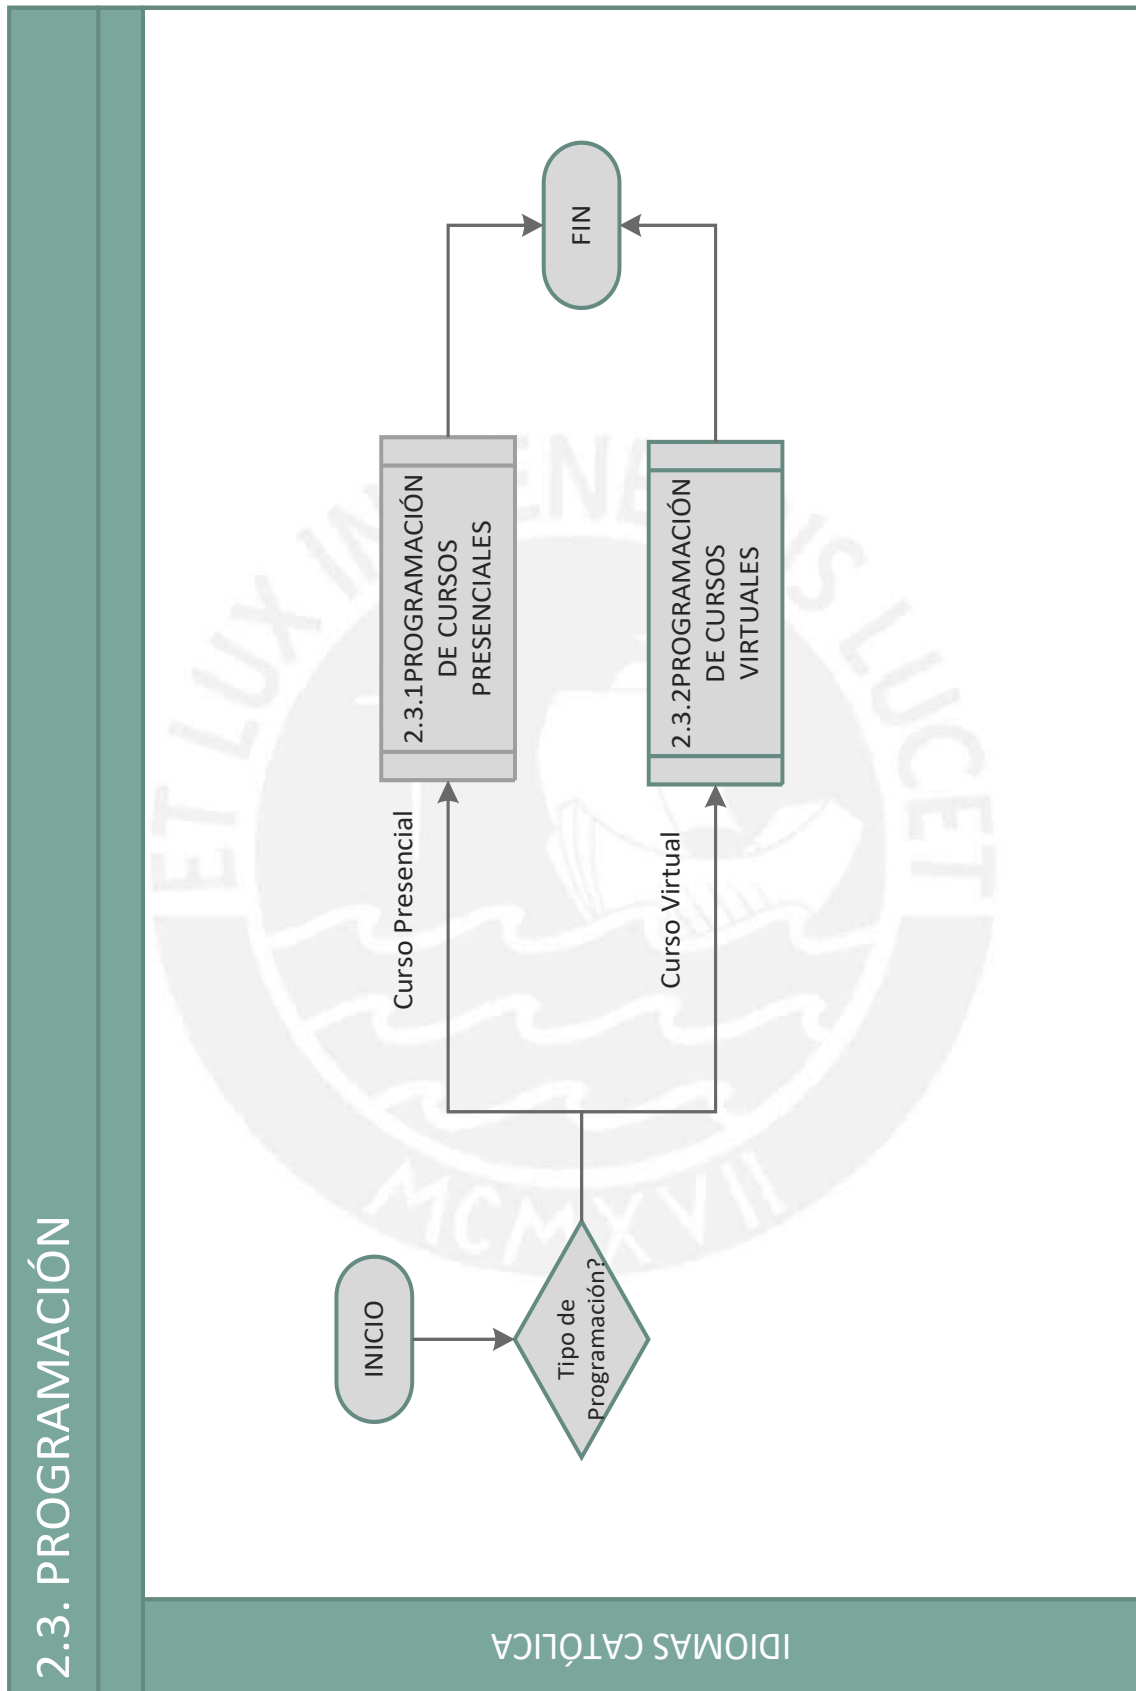 2.3. PROGRAMACIÓN
IDIOMAS CATÓLICA
INICIO
Tipo de
Programación?
Curso Presencial
2.3.1PROGRAMACIÓN
DE CURSOS
PRESENCIALES
Curso Virtual
2.3.2PROGRAMACIÓN
DE CURSOS
VIRTUALES
FIN
ET LUX IN TENEBRIS LUCET
MCMXVII